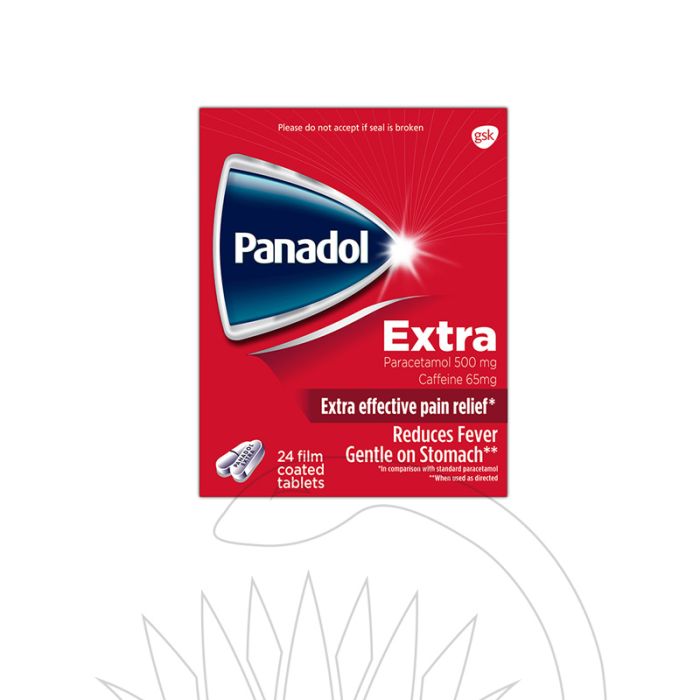 Please do not accept if seal is broken
gsk
Panadol
Extra
Paracetamol 500 mg
Caffeine 65mg
Extra effective pain relief*
Reduces Fever
Gentle on Stomach**
*In comparison with standard paracetamol
**When used as directed
24 film
coated
tablets
PANADOL
EXTRA